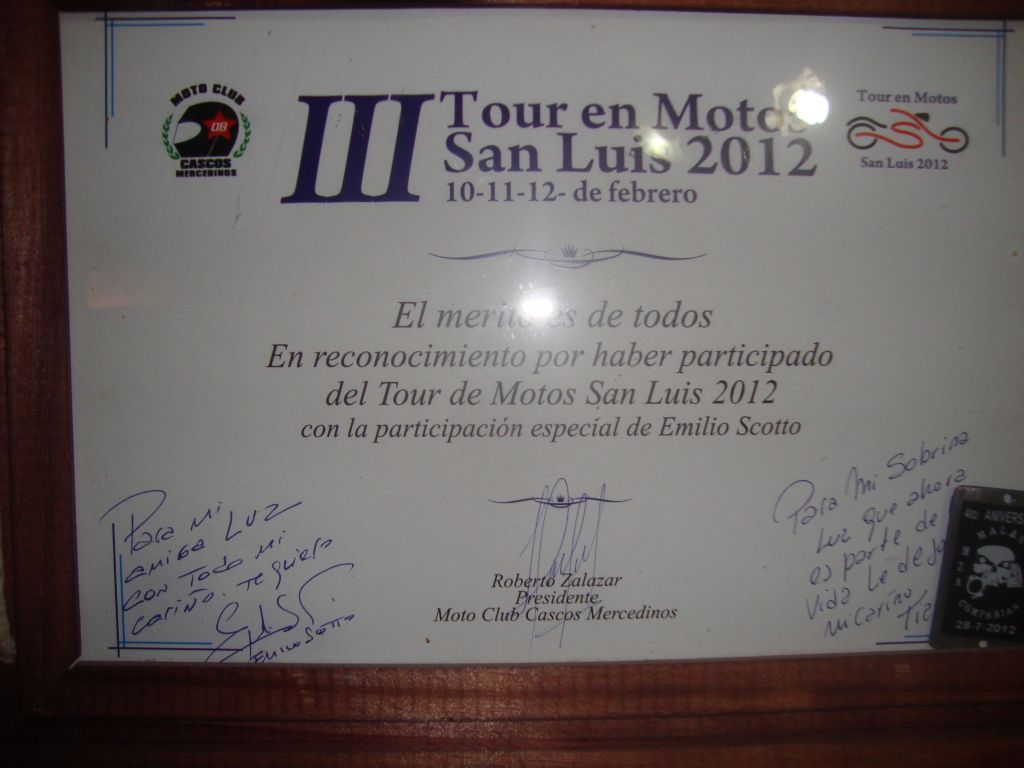 MOTO CLUB
08
CASCOS
MERCEDINOS
III Tour en Motos
San Luis 2012
10-11-12- de febrero
Tour en Motos
San Luis 2012
El merito es de todos
En reconocimiento por haber participado
del Tour de Motos San Luis 2012
con la participación especial de Emilio Scotto
Para mi
amiga LUZ
con Todo mi
cariño. Te quiero
Emilio Scotto
Roberto Zalazar
Presidente
Moto Club Cascos Mercedinos
Para mi Sobrina
Luz que ahora
es parte de
vida Le dejo
mi cariño
4to ANIVERS
MALAS
MZA
COMPAÑIAS
28-7-2012